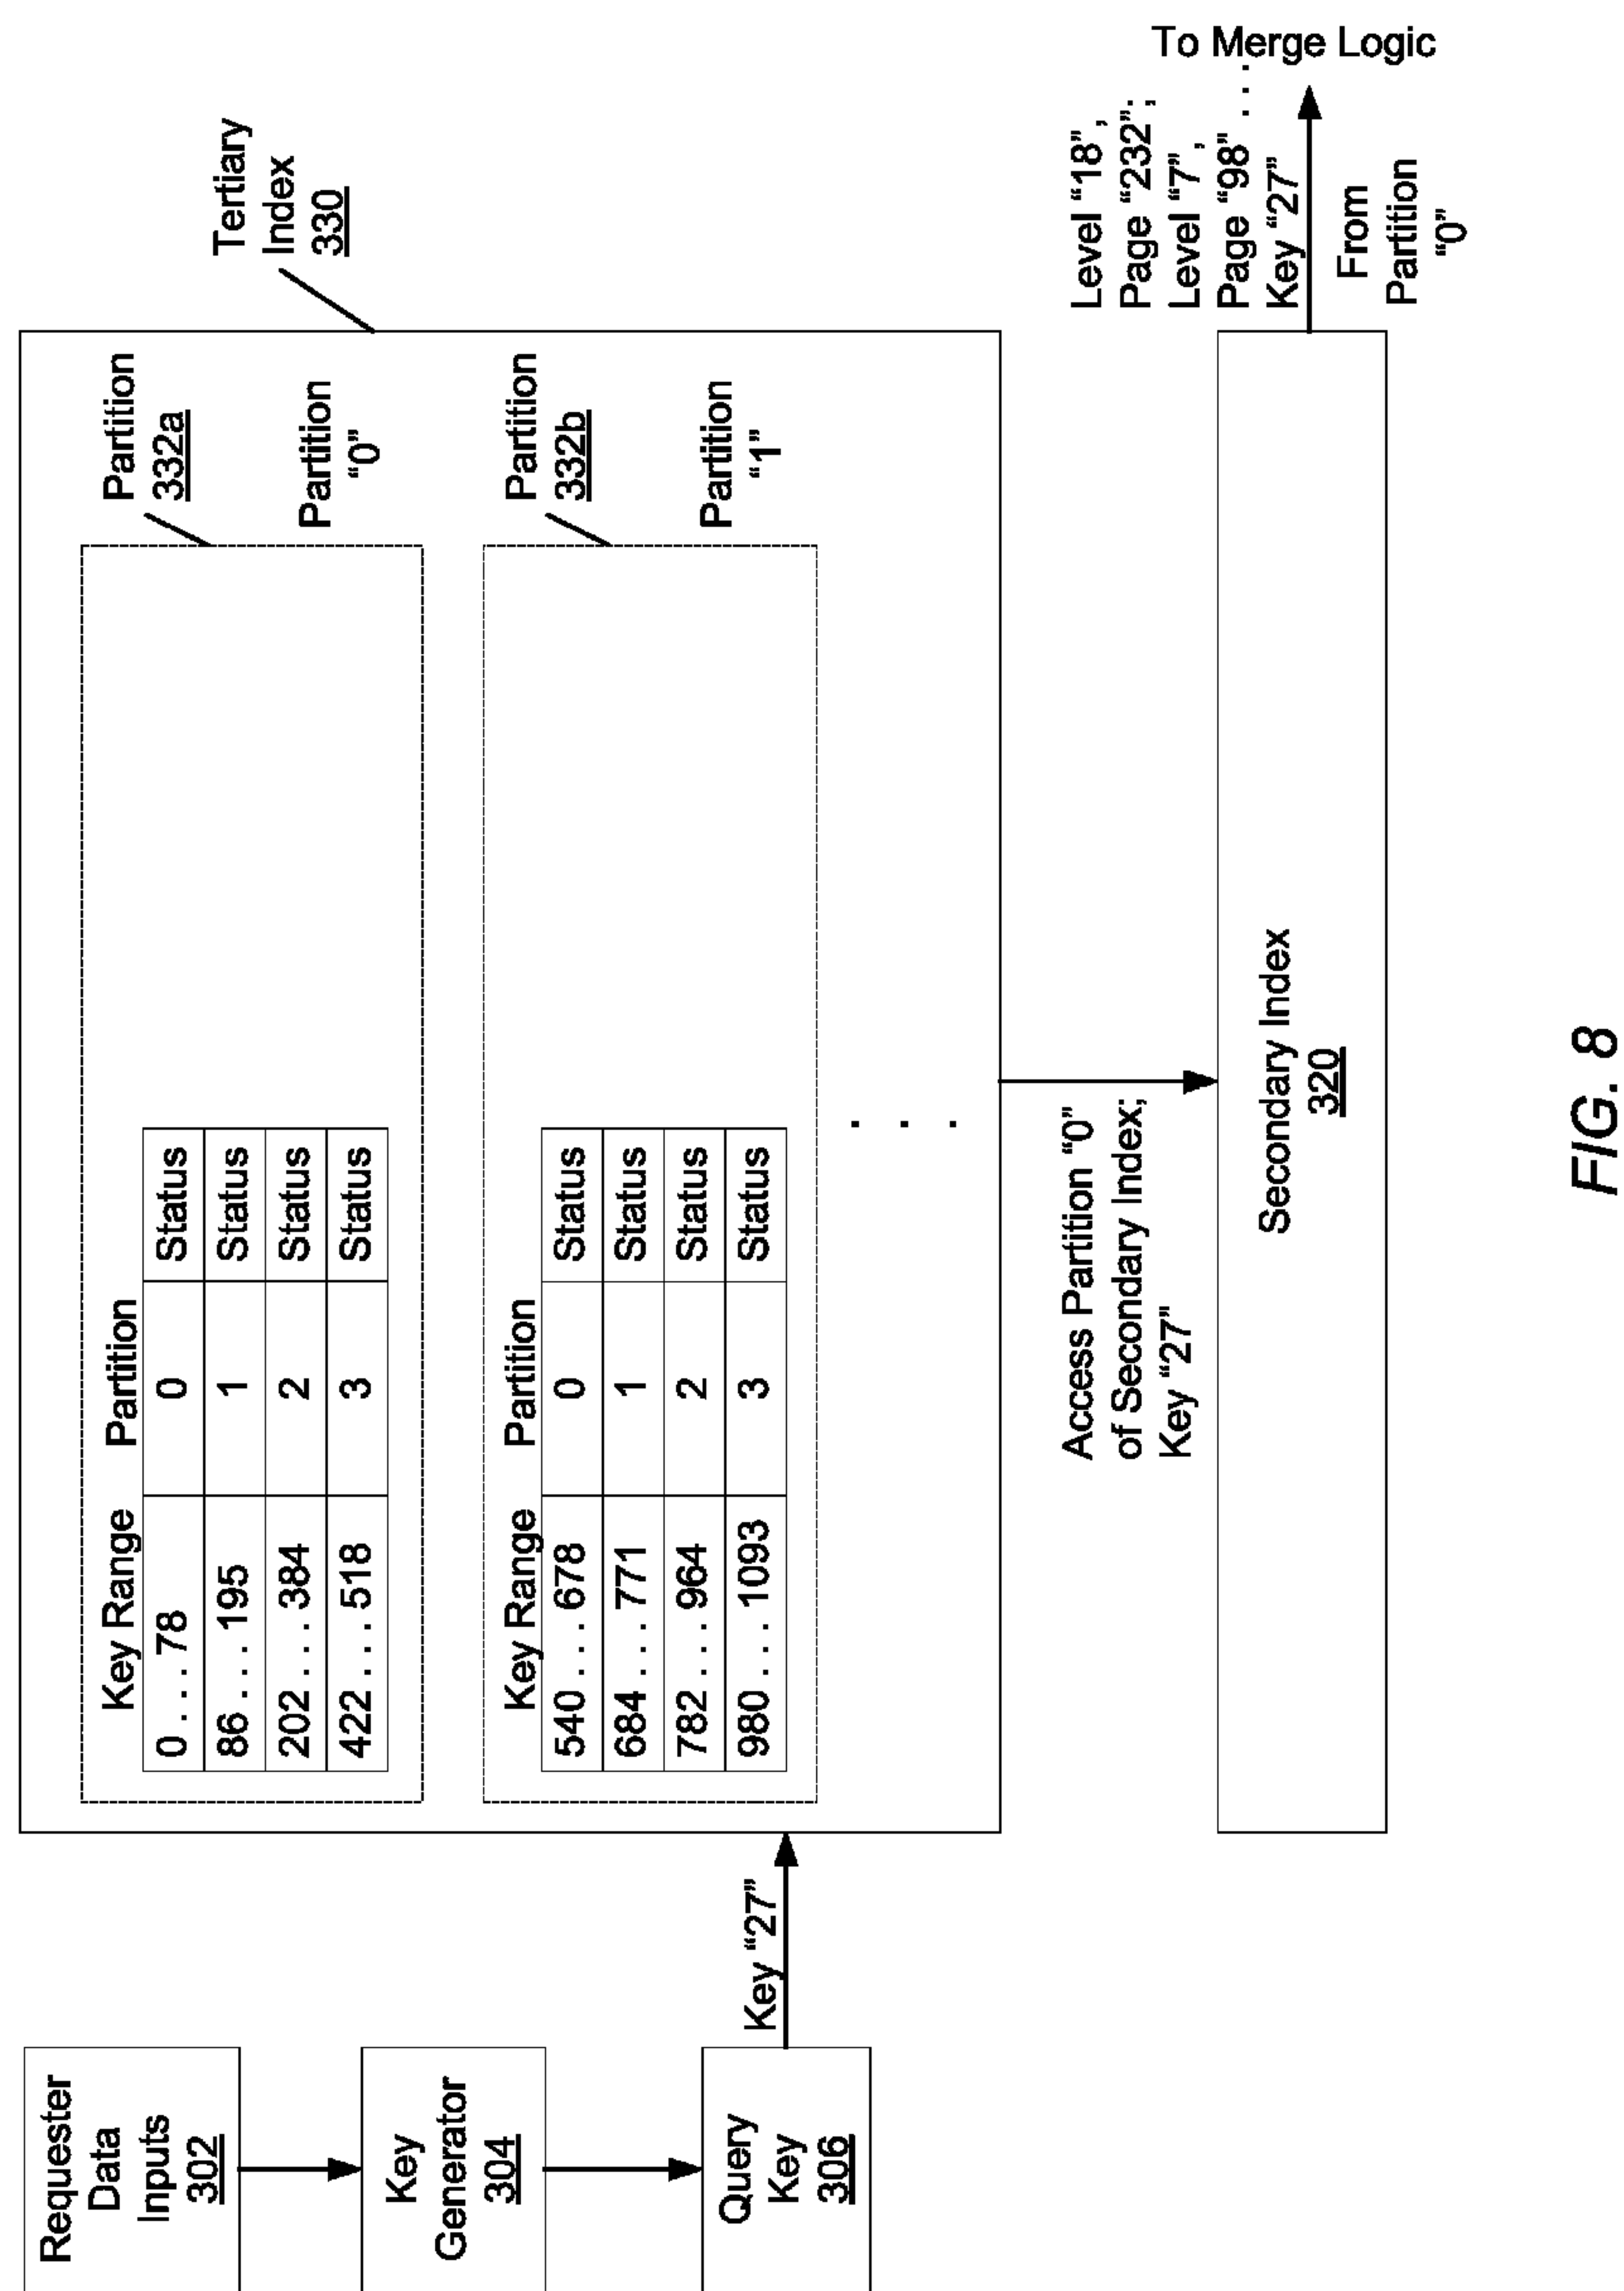 Requester
Data
Inputs
302
Key
Generator
304
Query
Key
306
Key “27”
Tertiary
Index
330
Partition
332a
Partition
“0”
Key Range Partition
0 . . . 78 0 Status
86 . . . 195 1 Status
202 . . . 384 2 Status
422 . . . 518 3 Status
Partition
332b
Partition
“1”
Key Range Partition
540 . . . 678 0 Status
684 . . . 771 1 Status
782 . . . 964 2 Status
980 . . . 1093 3 Status
. . .
Access Partition “0”
of Secondary Index;
Key “27”
Secondary Index
320
Level “18”,
Page “232”;
Level “7”,
Page “98” . . .
Key “27”
To Merge Logic
From
Partition
“0”
FIG. 8